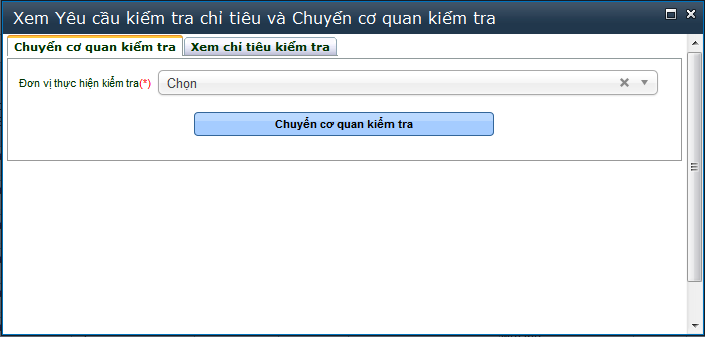 Xem Yêu cầu kiểm tra chỉ tiêu và Chuyển cơ quan kiểm tra
Chuyển cơ quan kiểm tra
Xem chỉ tiêu kiểm tra
Đơn vị thực hiện kiểm tra(*)
Chọn
Chuyển cơ quan kiểm tra